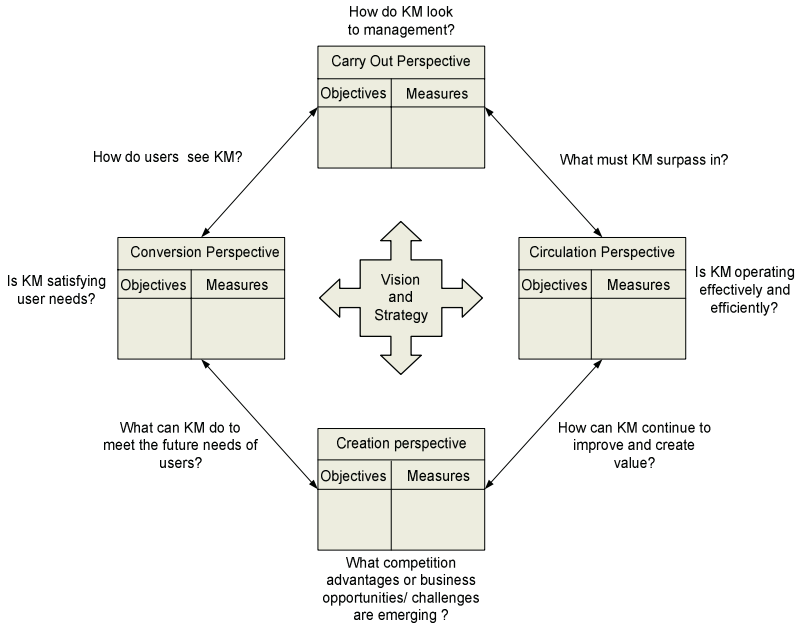 How do KM look
to management?
Carry Out Perspective
Objectives Measures
How do users see KM?
What must KM surpass in?
Conversion Perspective
Objectives Measures
Is KM satisfying
user needs?
Vision
and
Strategy
Circulation Perspective
Objectives Measures
Is KM operating
effectively and
efficiently?
What can KM do to
meet the future needs of
users?
How can KM continue to
improve and create
value?
Creation perspective
Objectives Measures
What competition
advantages or business
opportunities/ challenges
are emerging ?